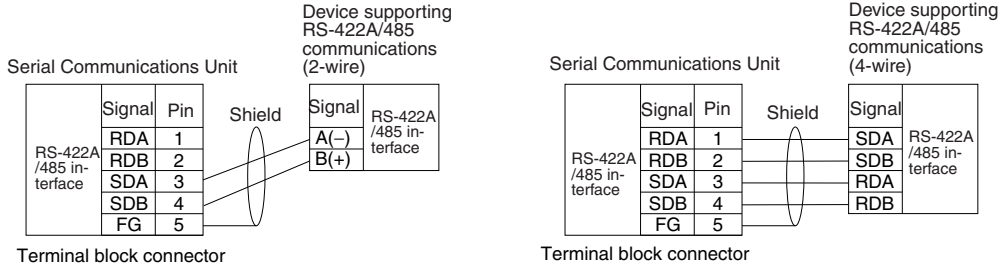 Device supporting
RS-422A/485
communications
(2-wire)
Serial Communications Unit
Signal Pin
Shield
Signal
RS-422A
/485 in-
terface
RDA 1
RDB 2
SDA 3
SDB 4
FG 5
A(−)
B(+)
RS-422A
/485 in-
terface
Terminal block connector
Device supporting
RS-422A/485
communications
(4-wire)
Serial Communications Unit
Signal Pin
Shield
Signal
RS-422A
/485 in-
terface
RDA 1
RDB 2
SDA 3
SDB 4
FG 5
SDA
SDB
RDA
RDB
RS-422A
/485 in-
terface
Terminal block connector